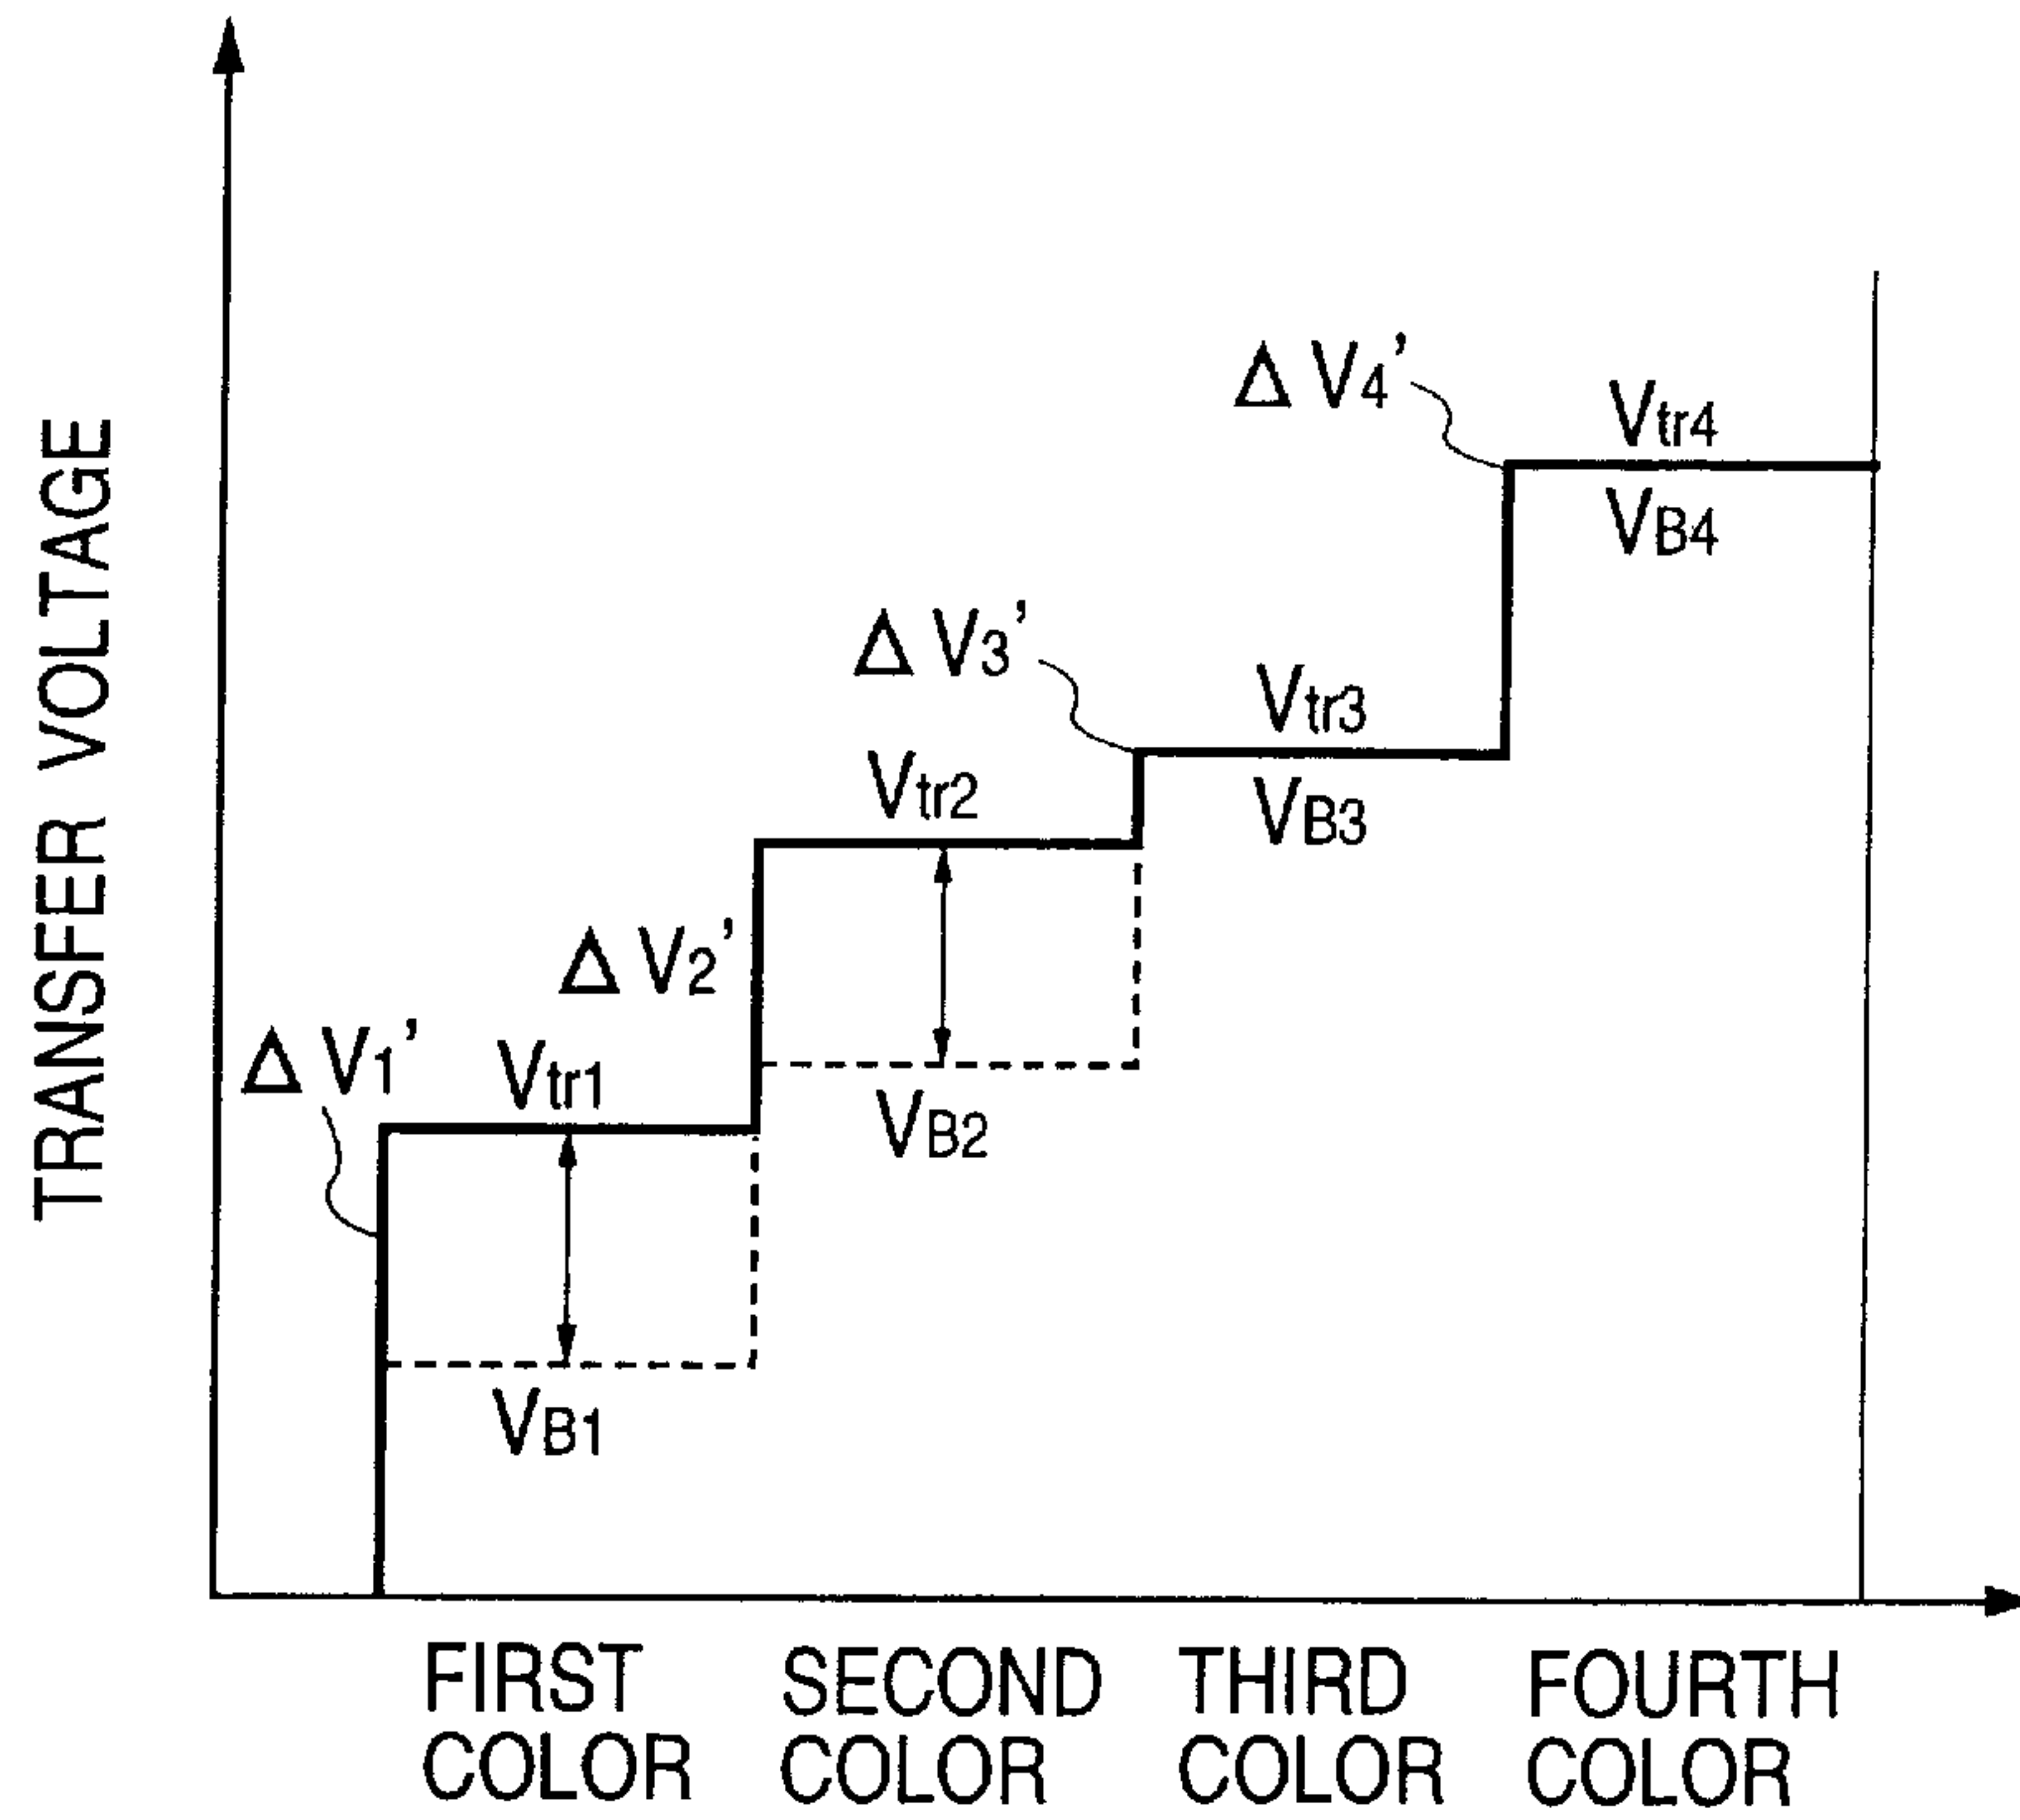 TRANSFER VOLTAGE
Δ V4'
Vtr4
VB4
Δ V3'
Vtr3
VB3
Vtr2
Δ V2'
VB2
Δ V1'
Vtr1
VB1
FIRST COLOR
SECOND COLOR
THIRD COLOR
FOURTH COLOR